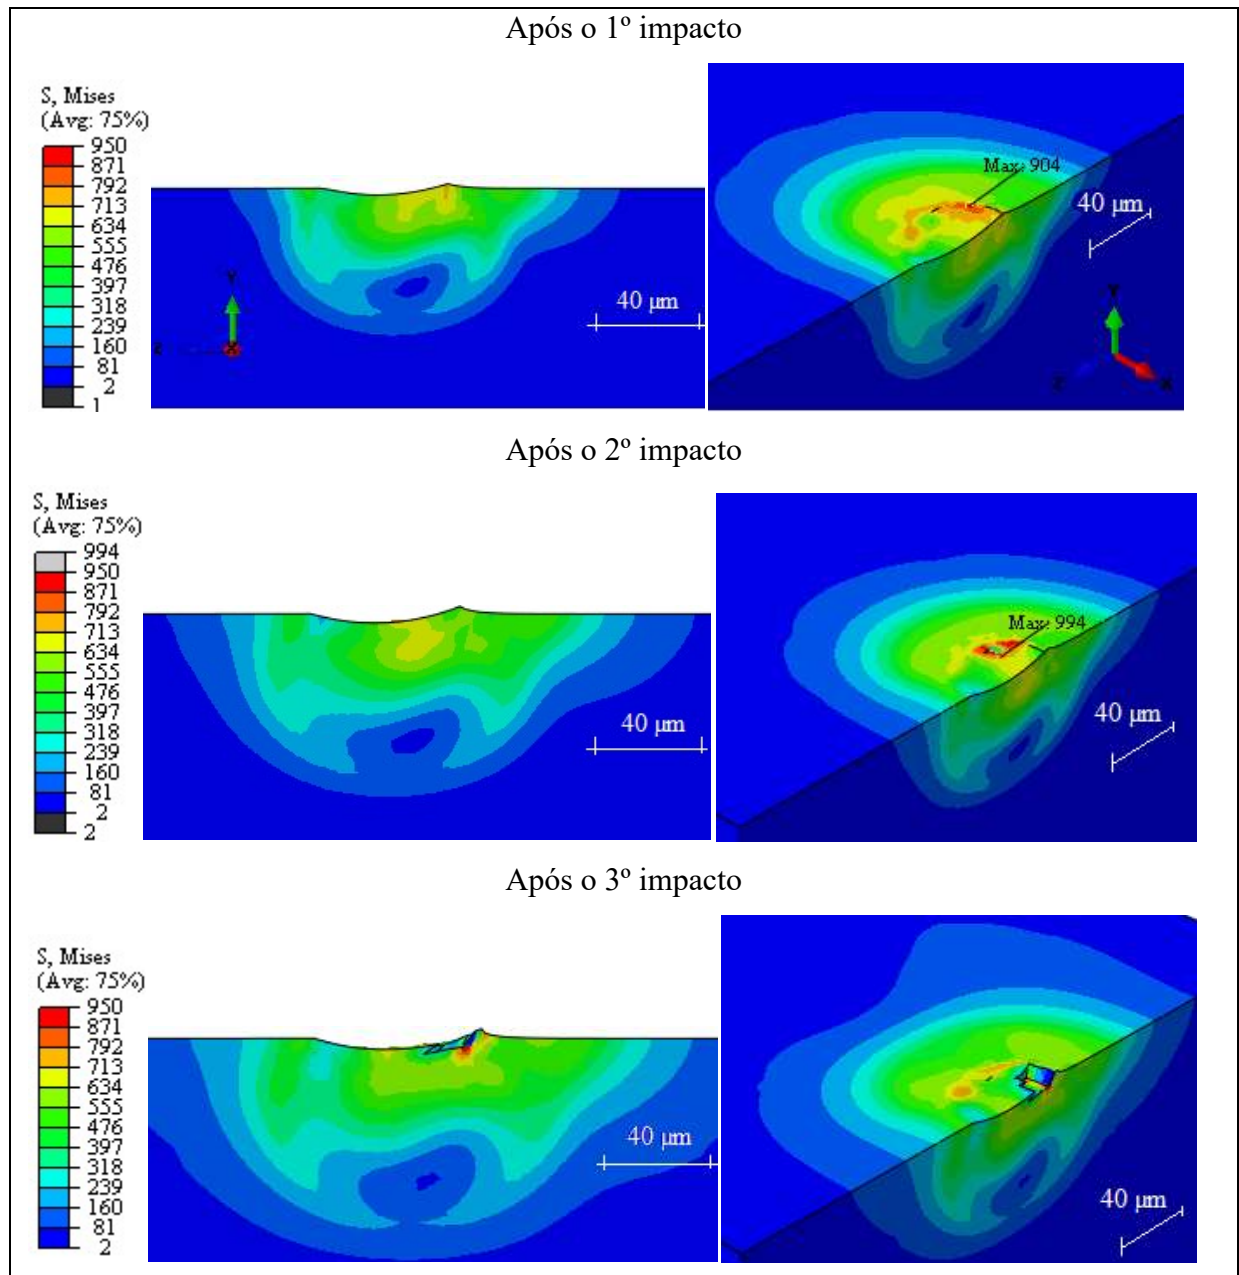 Após o 1º impacto
S, Mises
(Avg: 75%)
950
871
792
713
634
555
476
397
318
239
160
81
2
1
Y
Z
X
40 µm
Max: 904
40 µm
Y
Z
X
Após o 2º impacto
S, Mises
(Avg: 75%)
994
950
871
792
713
634
555
476
397
318
239
160
81
2
2
40 µm
Max: 994
40 µm
Após o 3º impacto
S, Mises
(Avg: 75%)
950
871
792
713
634
555
476
397
318
239
160
81
2
40 µm
40 µm